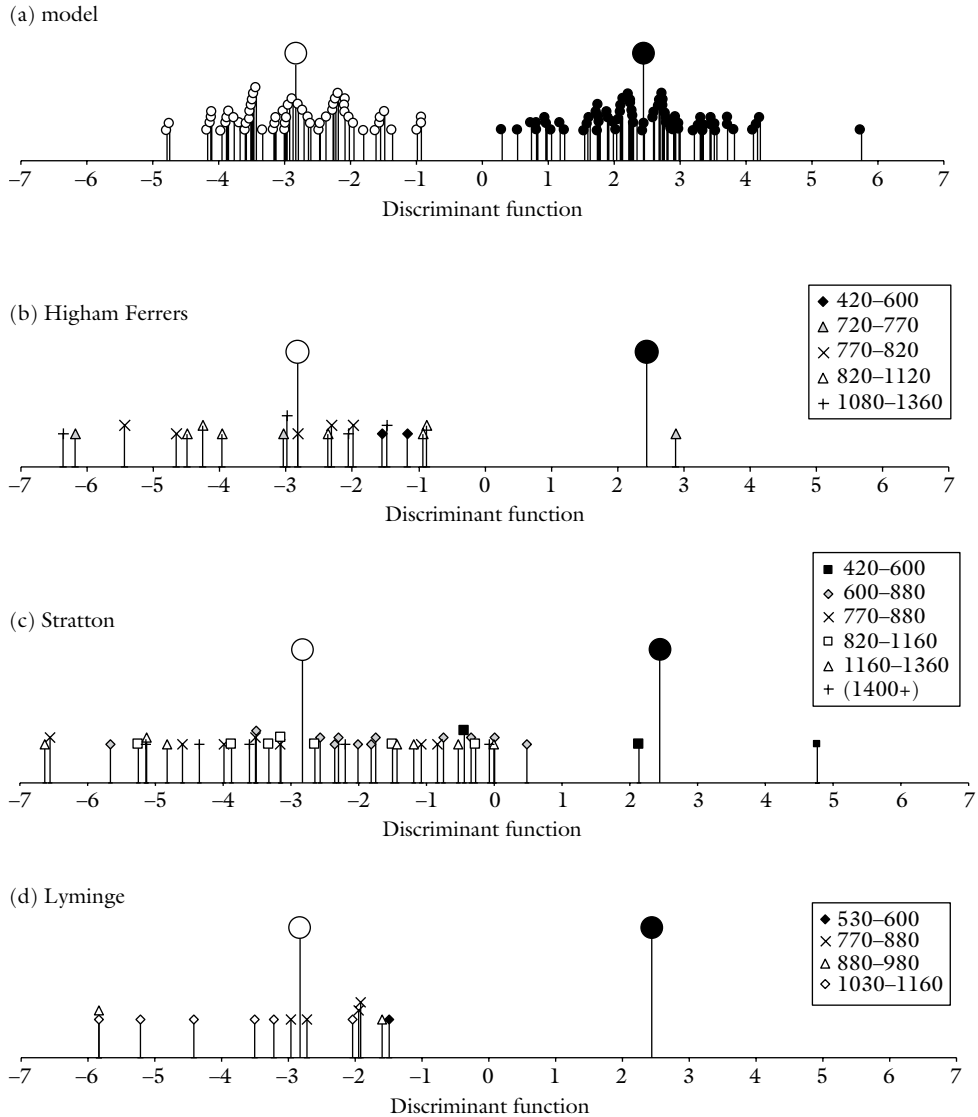 (a) model
–7 –6 –5 –4 –3 –2 –1 0 1 2 3 4 5 6 7
Discriminant function
(b) Higham Ferrers
420–600
720–770
770–820
820–1120
1080–1360
–7 –6 –5 –4 –3 –2 –1 0 1 2 3 4 5 6 7
Discriminant function
(c) Stratton
420–600
600–880
770–880
820–1160
1160–1360
(1400+)
–7 –6 –5 –4 –3 –2 –1 0 1 2 3 4 5 6 7
Discriminant function
(d) Lyminge
530–600
770–880
880–980
1030–1160
–7 –6 –5 –4 –3 –2 –1 0 1 2 3 4 5 6 7
Discriminant function